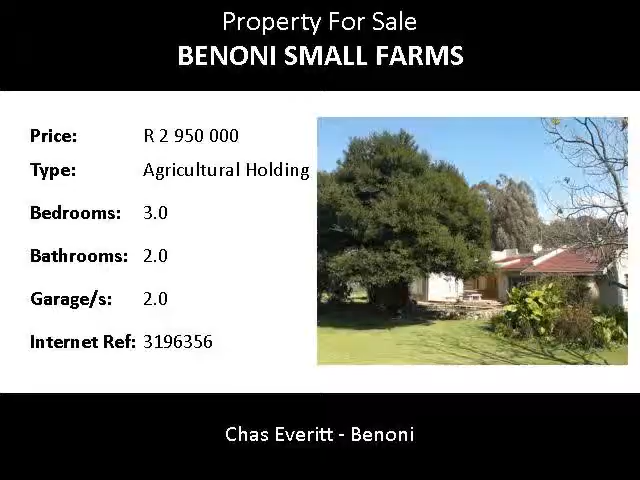 Property For Sale
BENONI SMALL FARMS
Price: R 2 950 000
Type: Agricultural Holding
Bedrooms: 3.0
Bathrooms: 2.0
Garage/s: 2.0
Internet Ref: 3196356
Chas Everitt - Benoni